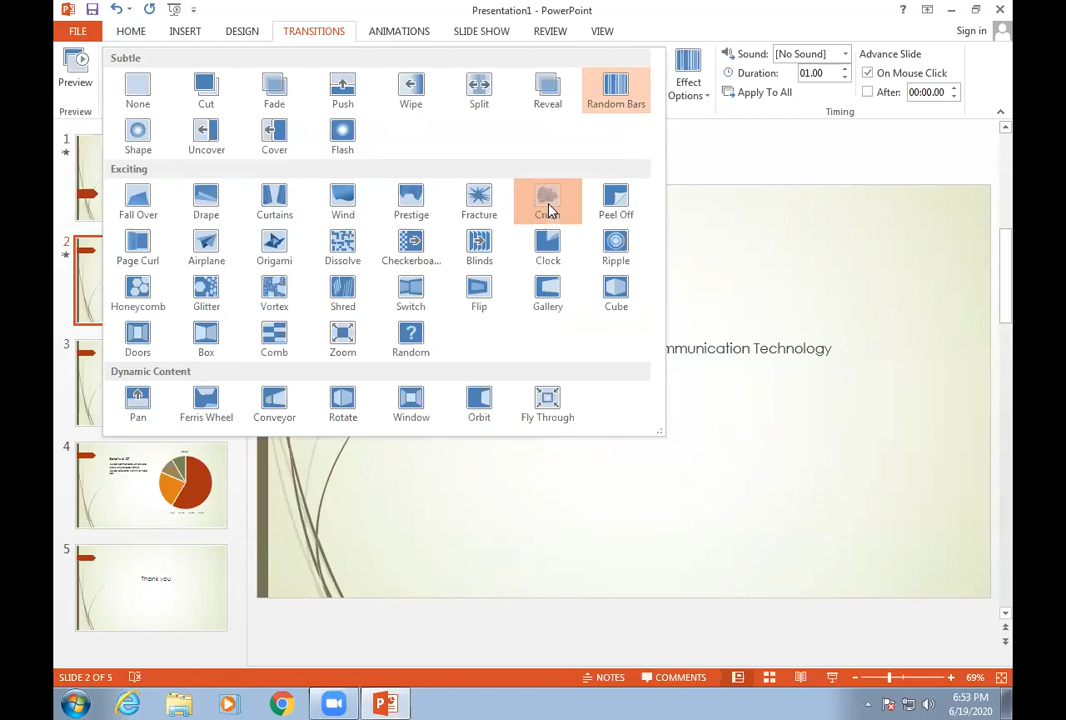 Presentation1 - PowerPoint
?
FILE HOME INSERT DESIGN TRANSITIONS ANIMATIONS SLIDE SHOW REVIEW VIEW Sign in
Preview
Preview
Subtle
None Cut Fade Push Wipe Split Reveal Random Bars
Shape Uncover Cover Flash
Exciting
Fall Over Drape Curtains Wind Prestige Fracture Peel Off
Page Curl Airplane Origami Dissolve Checkerboa... Blinds Clock Ripple
Honeycomb Glitter Vortex Shred Switch Flip Gallery Cube
Doors Box Comb Zoom Random
Dynamic Content
Pan Ferris Wheel Conveyor Rotate Window Orbit Fly Through
Effect
Options
Sound: [No Sound]
Duration: 01.00
Apply To All
Advance Slide
On Mouse Click
After: 00:00.00
Timing
1
2
3
4
5
Thank you
mmunication Technology
SLIDE 2 OF 5 NOTES COMMENTS 69%
6:53 PM
6/19/2020